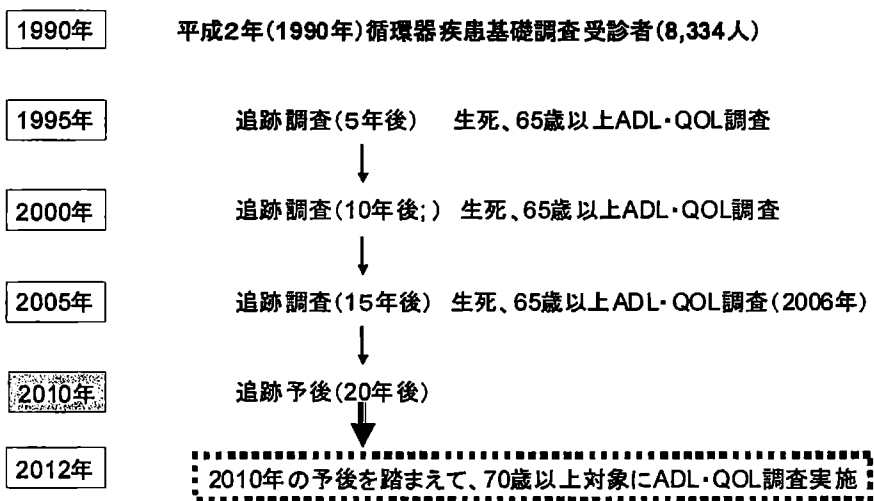 1990年 平成2年(1990年)循環器疾患基礎調査受診者(8,334人)
1995年 追跡調査(5年後) 生死、65歳以上ADL・QOL調査
2000年 追跡調査(10年後;) 生死、65歳以上ADL・QOL調査
2005年 追跡調査(15年後) 生死、65歳以上ADL・QOL調査(2006年)
2010年 追跡予後(20年後)
2012年 2010年の予後を踏まえて、70歳以上対象にADL・QOL調査実施